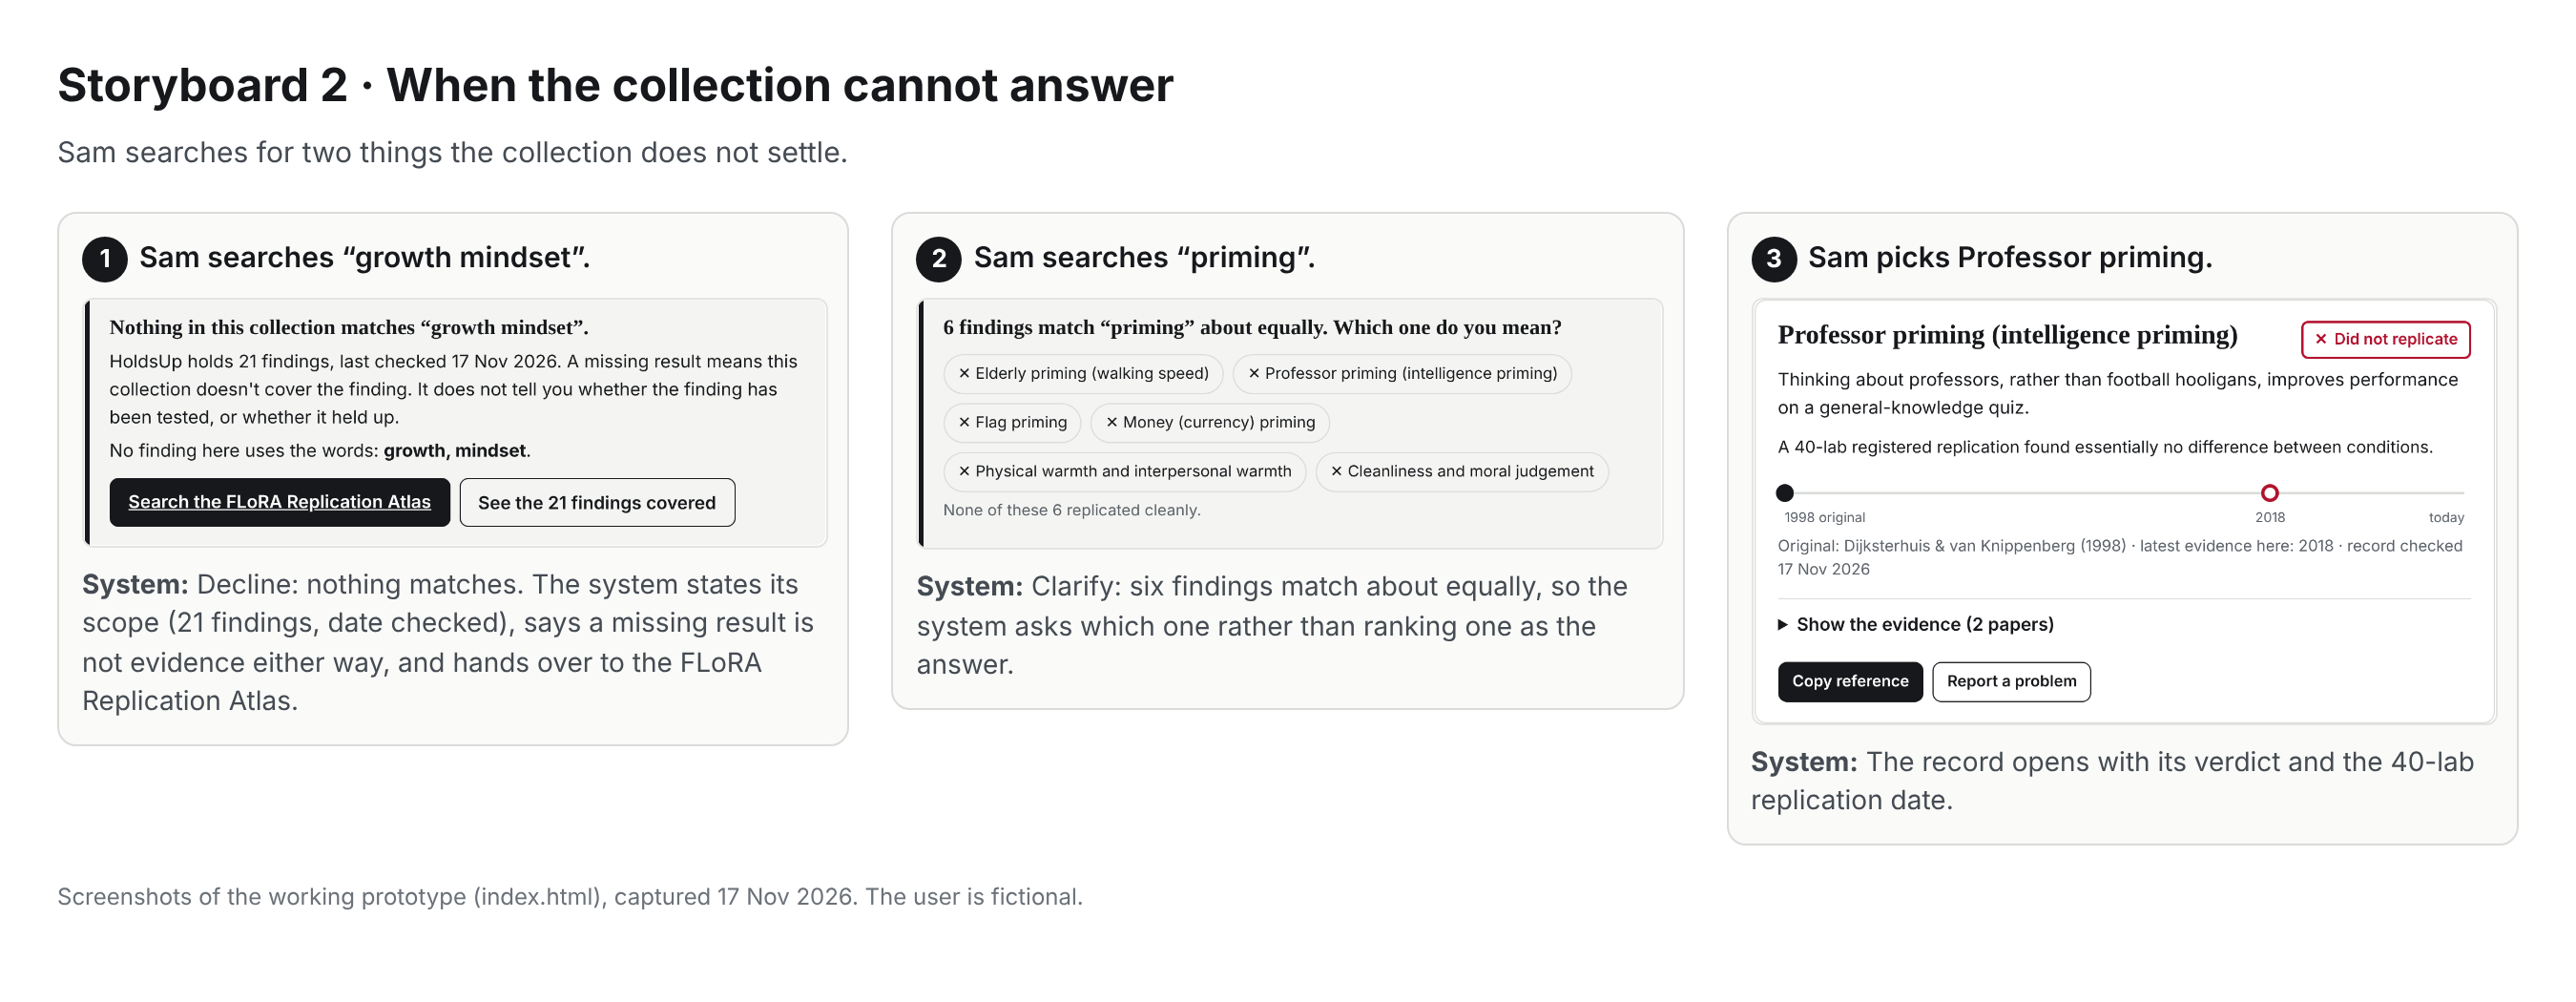 Storyboard 2 · When the collection cannot answer
Sam searches for two things the collection does not settle.
1 Sam searches “growth mindset”.
Nothing in this collection matches “growth mindset”.
HoldsUp holds 21 findings, last checked 17 Nov 2026. A missing result means this
collection doesn't cover the finding. It does not tell you whether the finding has
been tested, or whether it held up.
No finding here uses the words: growth, mindset.
Search the FLoRA Replication Atlas See the 21 findings covered
System: Decline: nothing matches. The system states its
scope (21 findings, date checked), says a missing result is
not evidence either way, and hands over to the FLoRA
Replication Atlas.
2 Sam searches “priming”.
6 findings match “priming” about equally. Which one do you mean?
✕ Elderly priming (walking speed) ✕ Professor priming (intelligence priming)
✕ Flag priming ✕ Money (currency) priming
✕ Physical warmth and interpersonal warmth ✕ Cleanliness and moral judgement
None of these 6 replicated cleanly.
System: Clarify: six findings match about equally, so the
system asks which one rather than ranking one as the
answer.
3 Sam picks Professor priming.
Professor priming (intelligence priming) ✕ Did not replicate
Thinking about professors, rather than football hooligans, improves performance
on a general-knowledge quiz.
A 40-lab registered replication found essentially no difference between conditions.
1998 original 2018 today
Original: Dijksterhuis & van Knippenberg (1998) · latest evidence here: 2018 · record checked
17 Nov 2026
▶ Show the evidence (2 papers)
Copy reference Report a problem
System: The record opens with its verdict and the 40-lab
replication date.
Screenshots of the working prototype (index.html), captured 17 Nov 2026. The user is fictional.